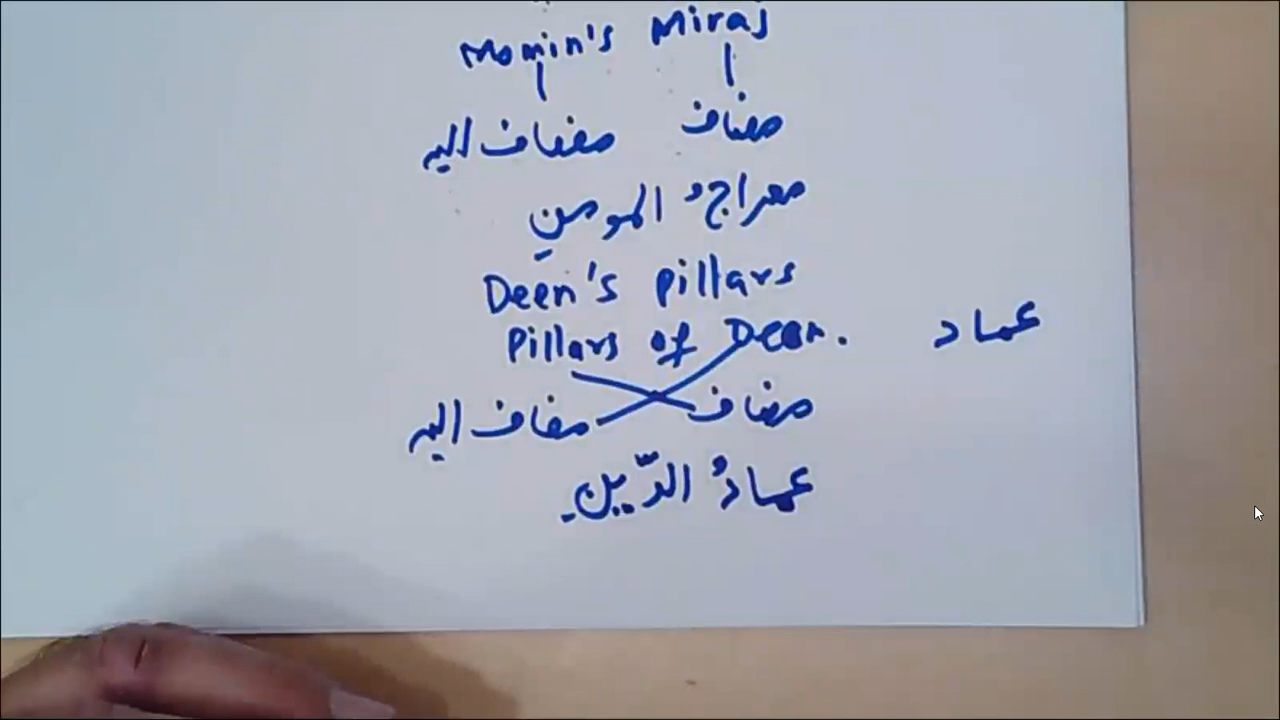 Momin's Miraj
مضاف مضاف اليه
معراجُ المومنِ
Deen's pillars
Pillars of Deen. عماد
مضاف مضاف اليه
عمادُ الدّينِ